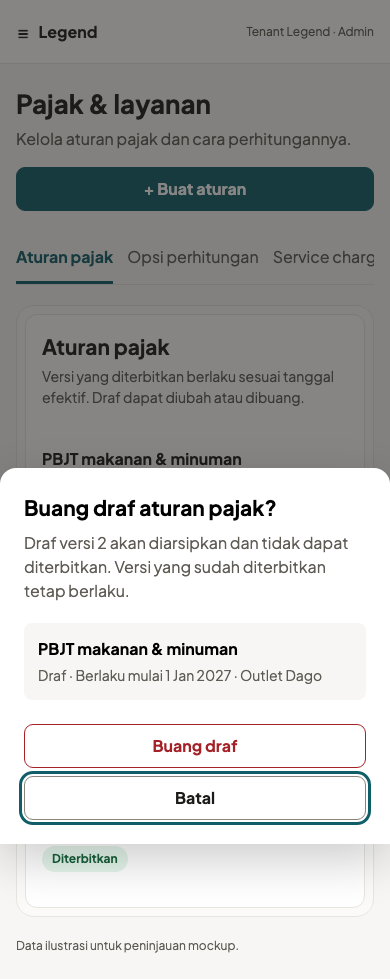 ≡ Legend
Tenant Legend · Admin
Pajak & layanan
Kelola aturan pajak dan cara perhitungannya.
+ Buat aturan
Aturan pajak Opsi perhitungan Service charg
Aturan pajak
Versi yang diterbitkan berlaku sesuai tanggal
efektif. Draf dapat diubah atau dibuang.
PBJT makanan & minuman
Buang draf aturan pajak?
Draf versi 2 akan diarsipkan dan tidak dapat
diterbitkan. Versi yang sudah diterbitkan
tetap berlaku.
PBJT makanan & minuman
Draf · Berlaku mulai 1 Jan 2027 · Outlet Dago
Buang draf
Batal
Diterbitkan
Data ilustrasi untuk peninjauan mockup.